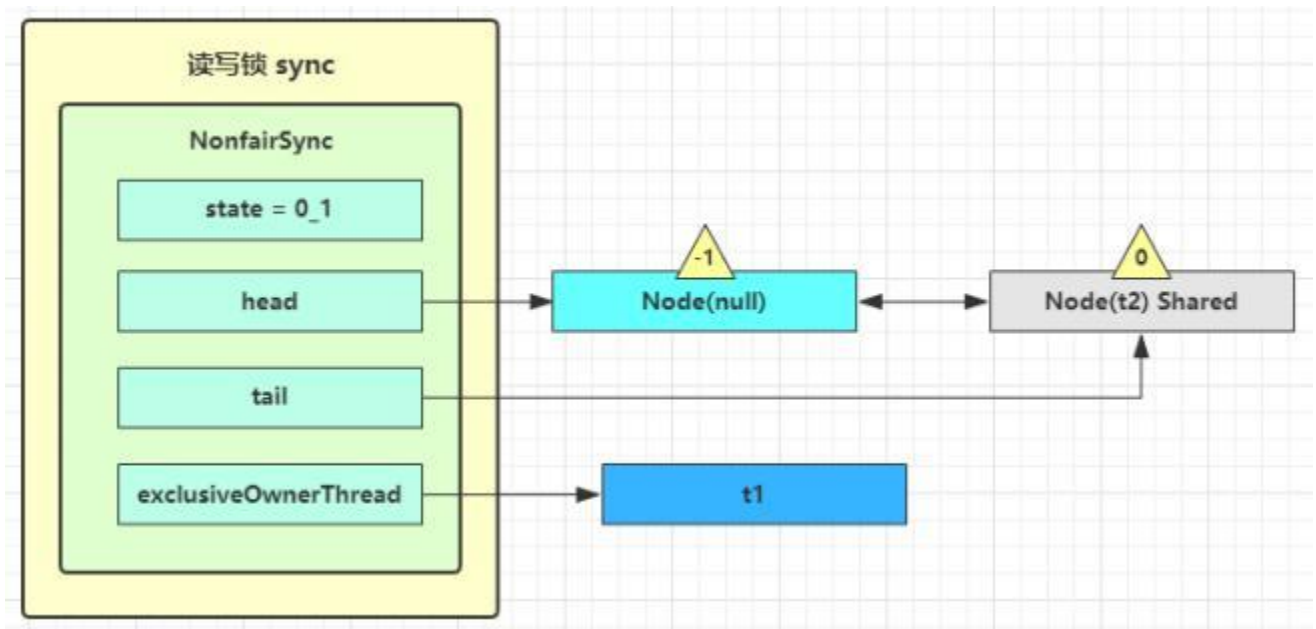 读写锁 sync
NonfairSync
state = 0_1
head
-1
Node(null)
0
Node(t2) Shared
tail
exclusiveOwnerThread
t1